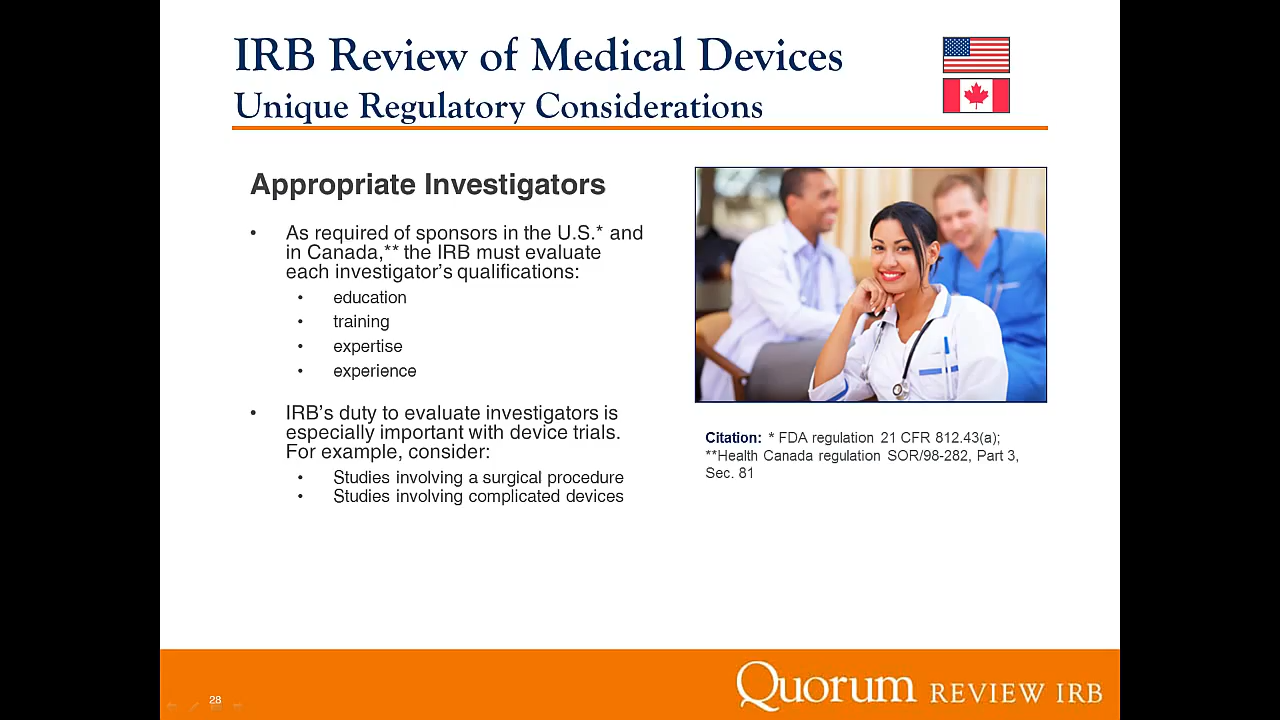 IRB Review of Medical Devices
Unique Regulatory Considerations
Appropriate Investigators
• As required of sponsors in the U.S.* and
in Canada,** the IRB must evaluate
each investigator’s qualifications:
• education
• training
• expertise
• experience
• IRB’s duty to evaluate investigators is
especially important with device trials.
For example, consider:
• Studies involving a surgical procedure
• Studies involving complicated devices
Citation: * FDA regulation 21 CFR 812.43(a);
**Health Canada regulation SOR/98-282, Part 3,
Sec. 81
28
Quorum REVIEW IRB